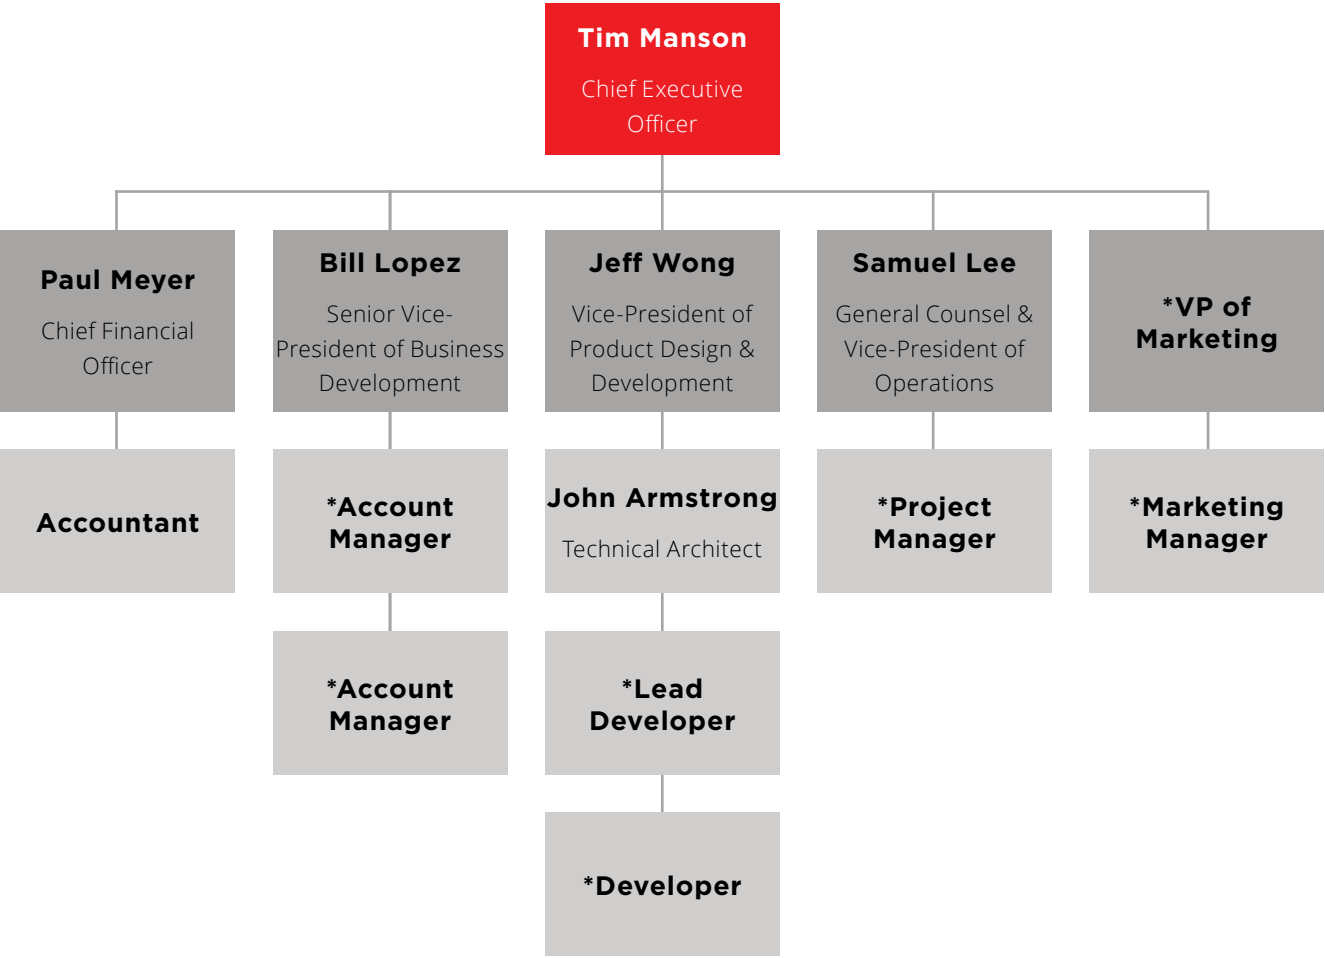 Tim Manson
Chief Executive
Officer
Paul Meyer
Chief Financial
Officer
Bill Lopez
Senior Vice-
President of Business
Development
Jeff Wong
Vice-President of
Product Design &
Development
Samuel Lee
General Counsel &
Vice-President of
Operations
*VP of
Marketing
Accountant
*Account
Manager
John Armstrong
Technical Architect
*Project
Manager
*Marketing
Manager
*Account
Manager
*Lead
Developer
*Developer